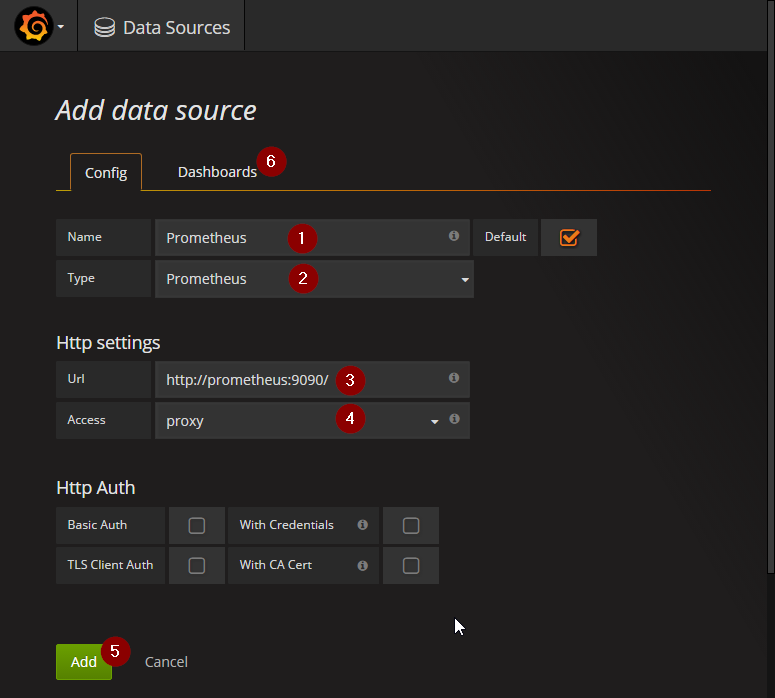 Data Sources
Add data source
Config Dashboards 6
Name Prometheus 1 Default
Type Prometheus 2
Http settings
Url http://prometheus:9090/ 3
Access proxy 4
Http Auth
Basic Auth With Credentials
TLS Client Auth With CA Cert
Add 5 Cancel